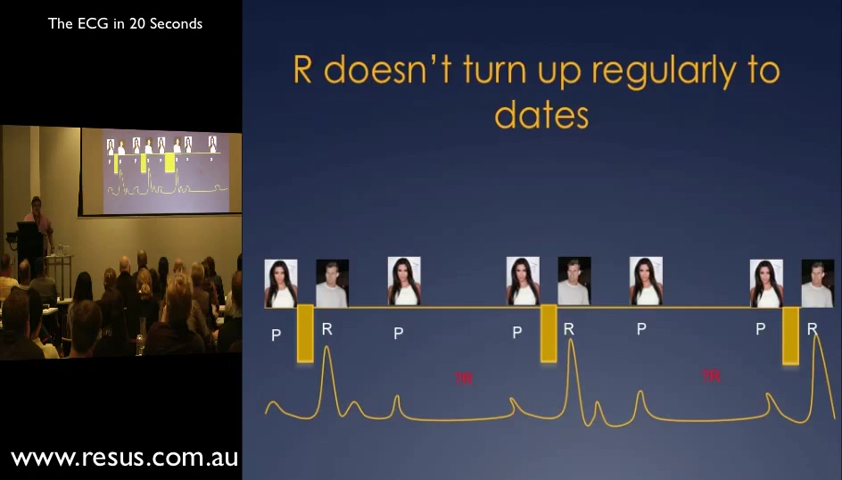 The ECG in 20 Seconds
R doesn't turn up regularly to
dates
P R P P R P P R
www.resus.com.au